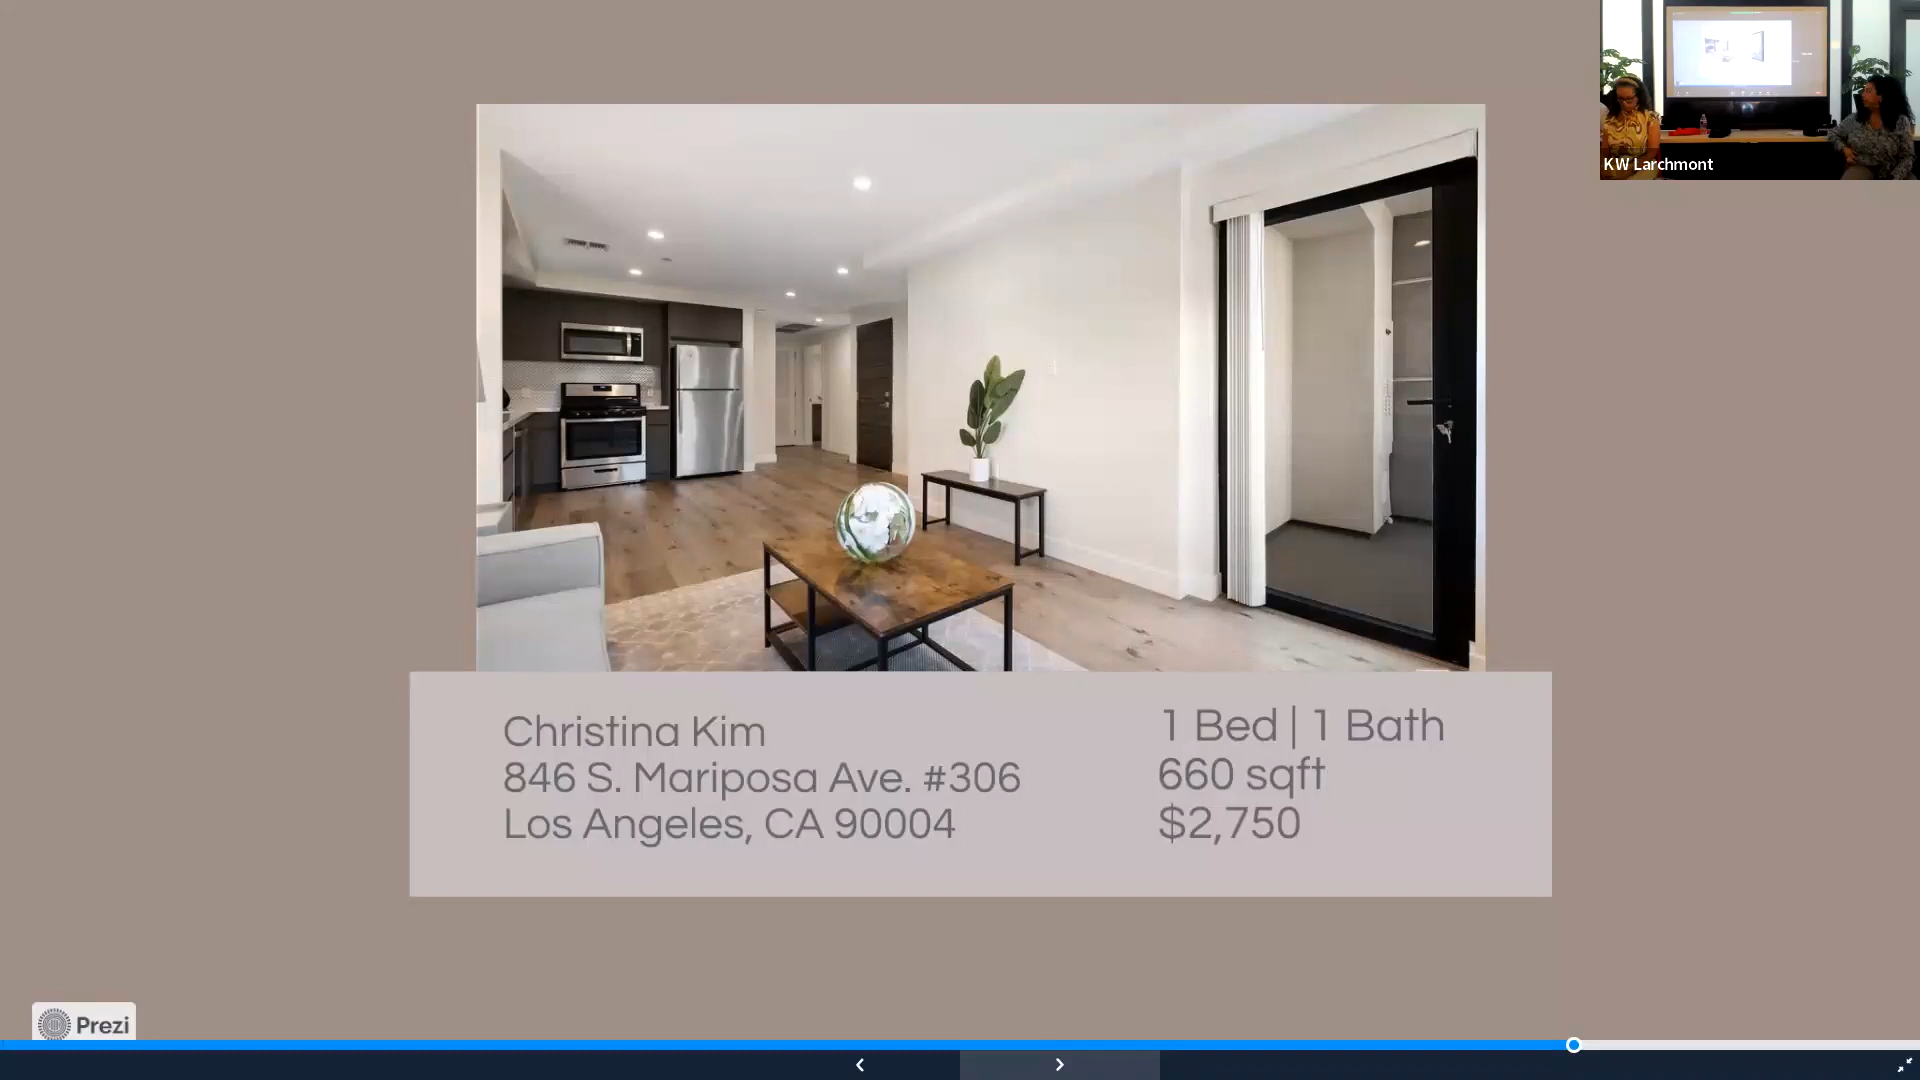 KW Larchmont
Christina Kim
846 S. Mariposa Ave. #306
Los Angeles, CA 90004
1 Bed | 1 Bath
660 sqft
$2,750
Prezi